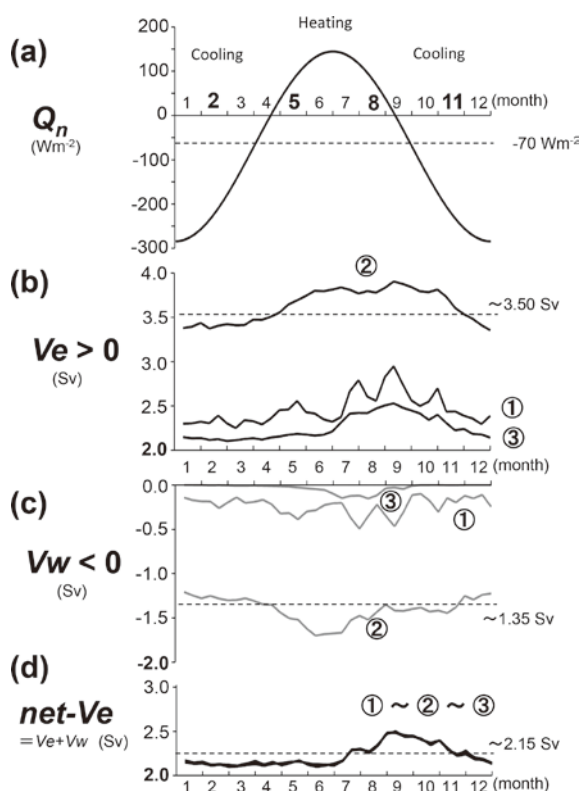 200
Heating
(a)
150
Cooling
Cooling
100
50
1 2 3 4 5 6 7 8 9 10 11 12 (month)
Qn
0
(Wm-2)
-70 Wm-2
-100
-200
-300
(b)
4.0
②
3.5
~3.50 Sv
Ve > 0
3.0
(Sv)
2.5
①
③
2.0
1 2 3 4 5 6 7 8 9 10 11 12 (month)
(c)
0.0
③
①
-0.5
Vw < 0
(Sv)
-1.0
-1.5
②
~1.35 Sv
-2.0
(d)
3.0
① ~ ② ~ ③
net-Ve
2.5
=Ve+Vw (Sv)
~2.15 Sv
2.0
1 2 3 4 5 6 7 8 9 10 11 12 (month)